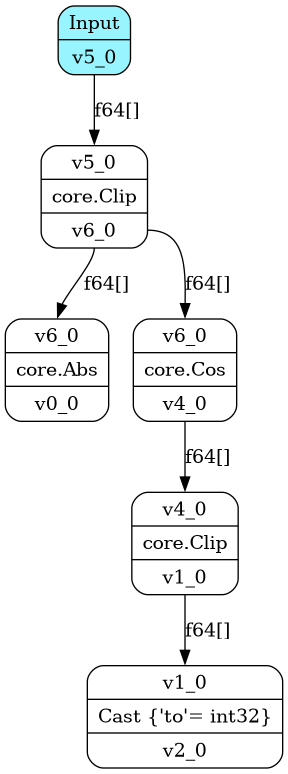 Input
v5_0
f64[]
v5_0
core.Clip
v6_0
f64[]
f64[]
v6_0
core.Abs
v0_0
v6_0
core.Cos
v4_0
f64[]
v4_0
core.Clip
v1_0
f64[]
v1_0
Cast {'to'= int32}
v2_0